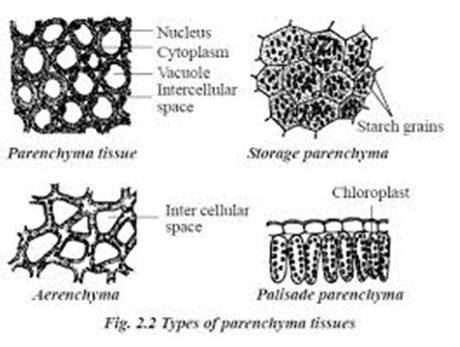 Nucleus
Cytoplasm
Vacuole
Intercellular
space
Parenchyma tissue
Starch grains
Storage parenchyma
Inter cellular
space
Aerenchyma
Chloroplast
Palisade parenchyma
Fig. 2.2 Types of parenchyma tissues